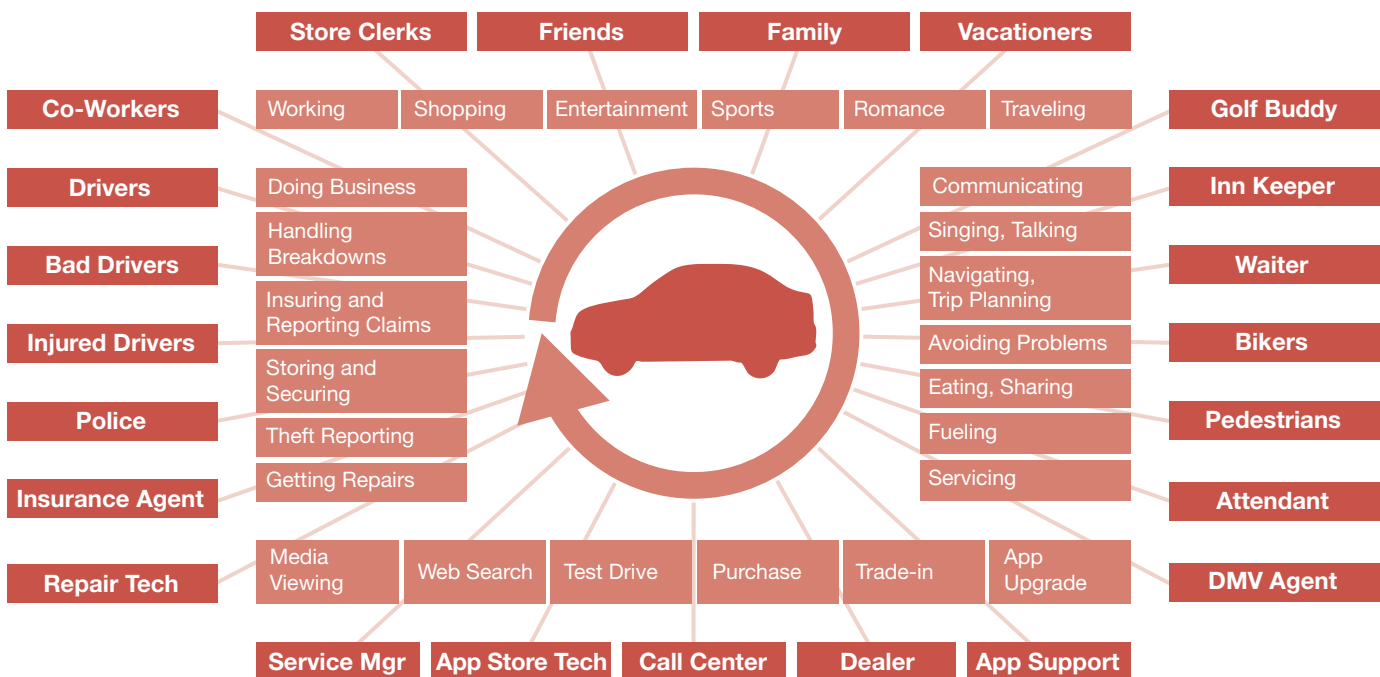 Store Clerks
Friends
Family
Vacationers
Co-Workers
Working
Shopping
Entertainment
Sports
Romance
Traveling
Golf Buddy
Drivers
Bad Drivers
Injured Drivers
Police
Insurance Agent
Repair Tech
Doing Business
Handling
Breakdowns
Insuring and
Reporting Claims
Storing and
Securing
Theft Reporting
Getting Repairs
Communicating
Singing, Talking
Navigating,
Trip Planning
Avoiding Problems
Eating, Sharing
Fueling
Servicing
Inn Keeper
Waiter
Bikers
Pedestrians
Attendant
DMV Agent
Media
Viewing
Web Search
Test Drive
Purchase
Trade-in
App
Upgrade
Service Mgr
App Store Tech
Call Center
Dealer
App Support